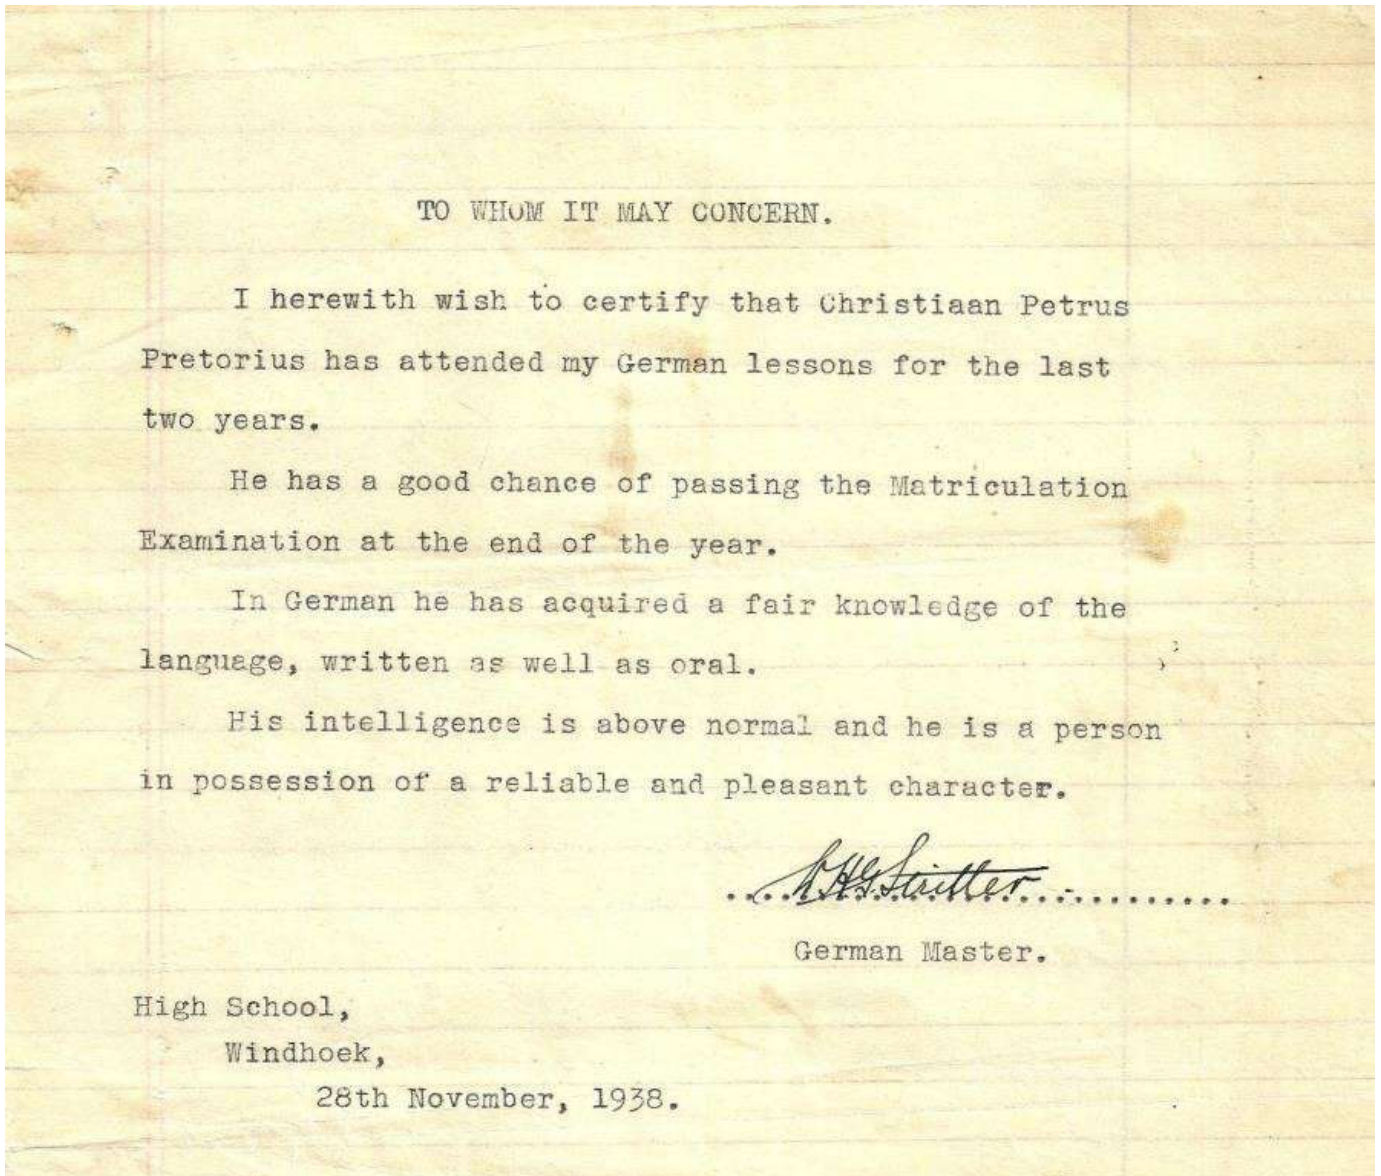 TO WHOM IT MAY CONCERN.
I herewith wish to certify that Christiaan Petrus
Pretorius has attended my German lessons for the last
two years.
He has a good chance of passing the Matriculation
Examination at the end of the year.
In German he has acquired a fair knowledge of the
language, written as well as oral.
His intelligence is above normal and he is a person
in possession of a reliable and pleasant character.
Stritter
German Master.
High School,
Windhoek,
28th November, 1938.